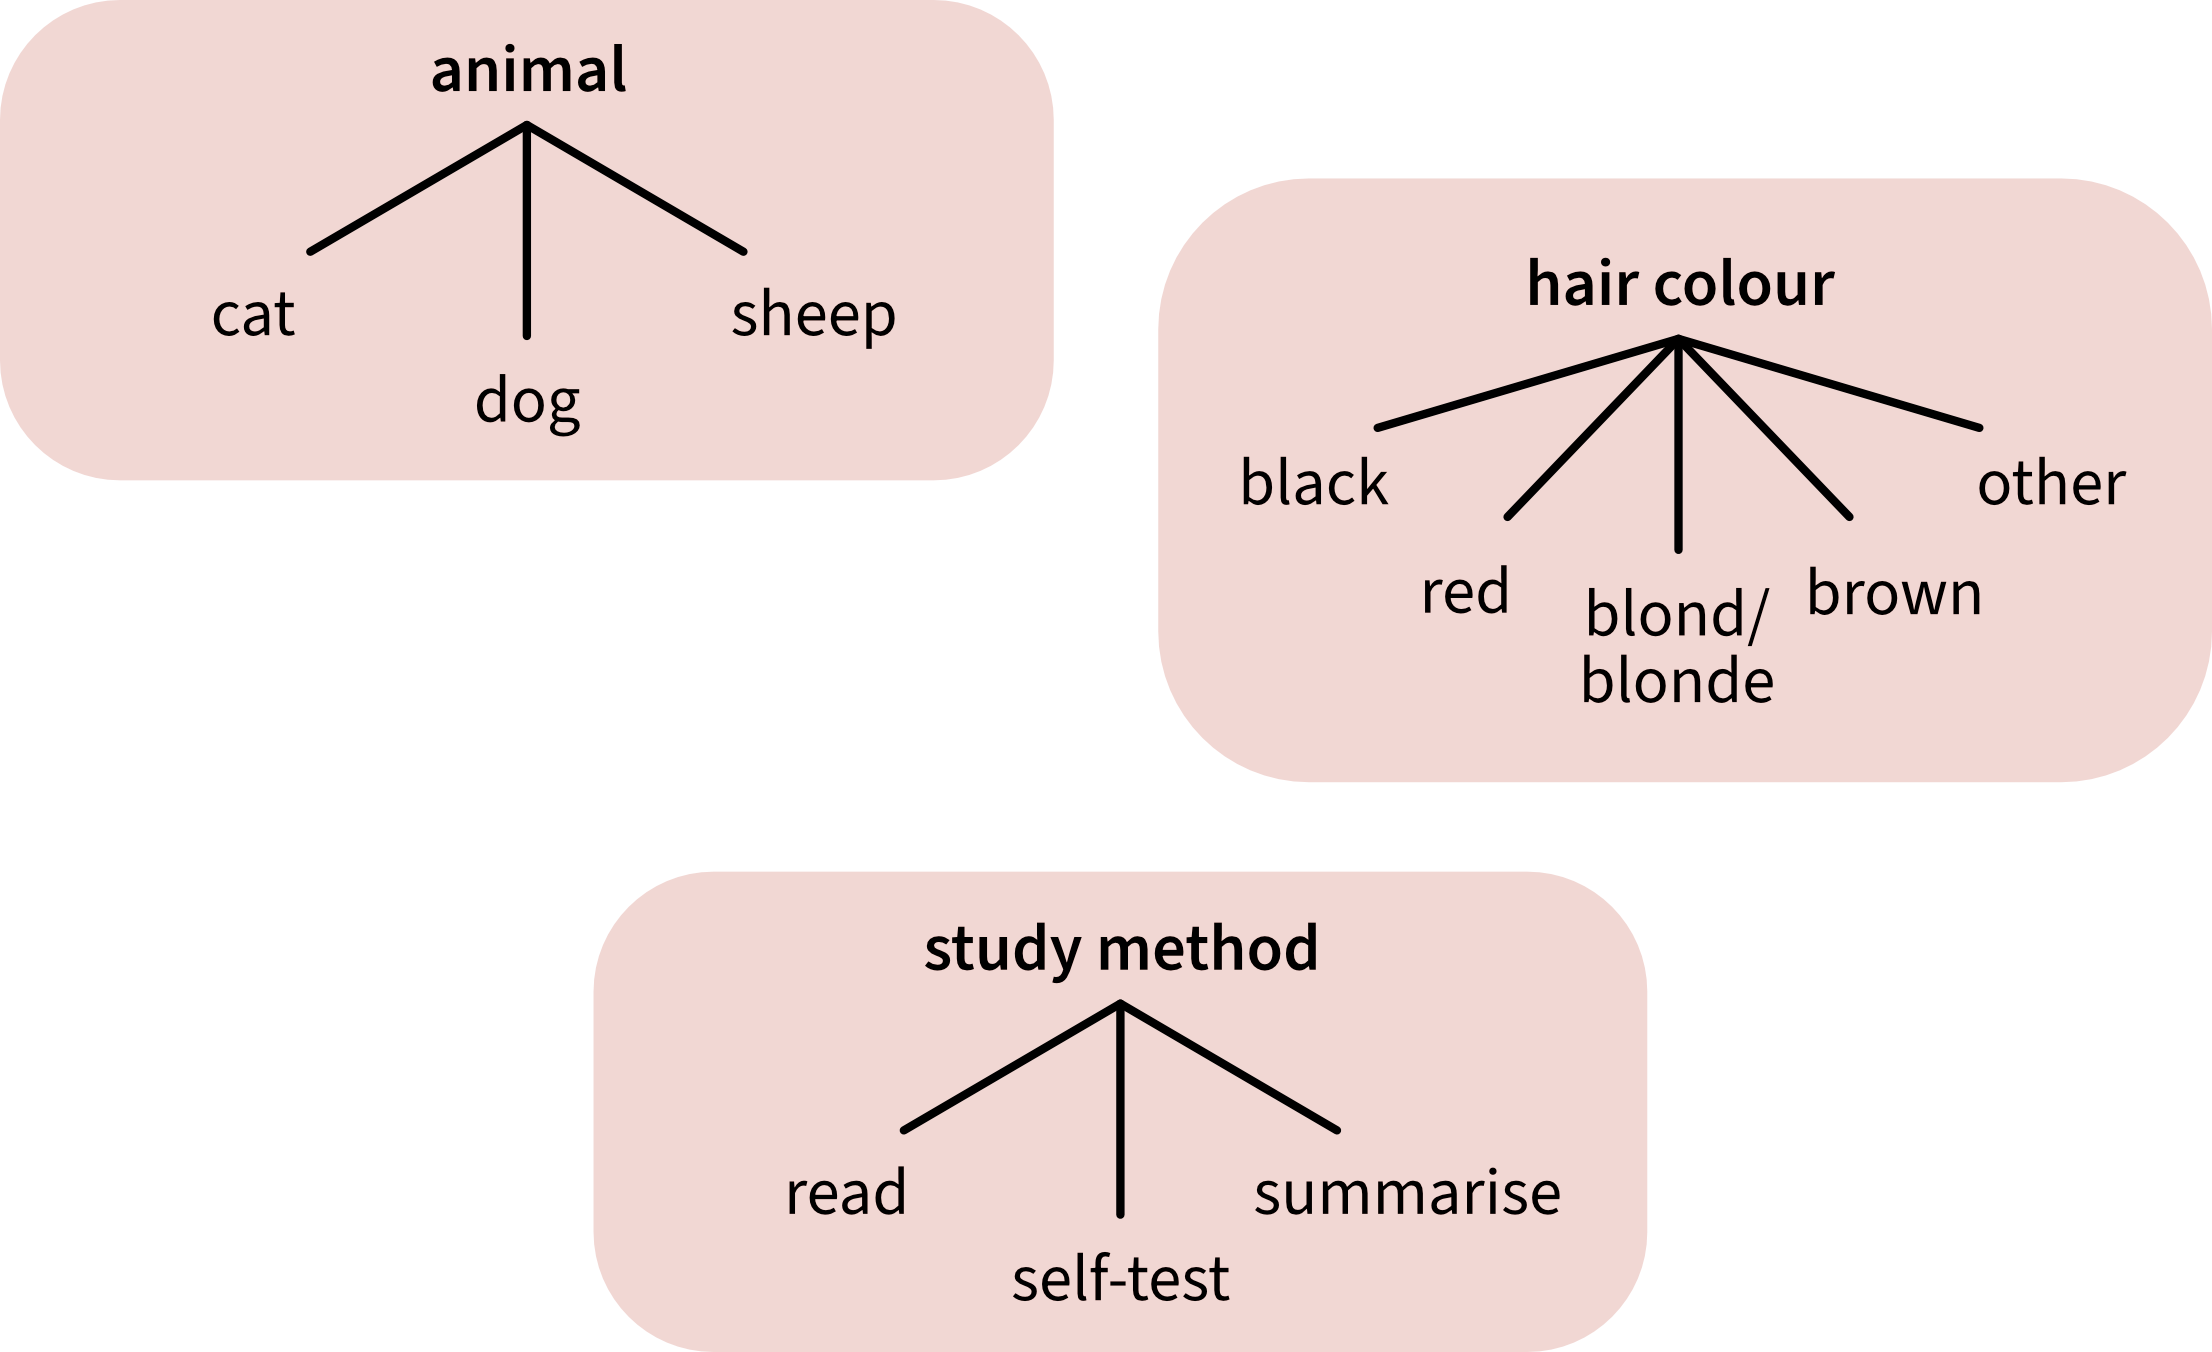 animal
cat
dog
sheep
hair colour
black
red
blond/
blonde
brown
other
study method
read
self-test
summarise